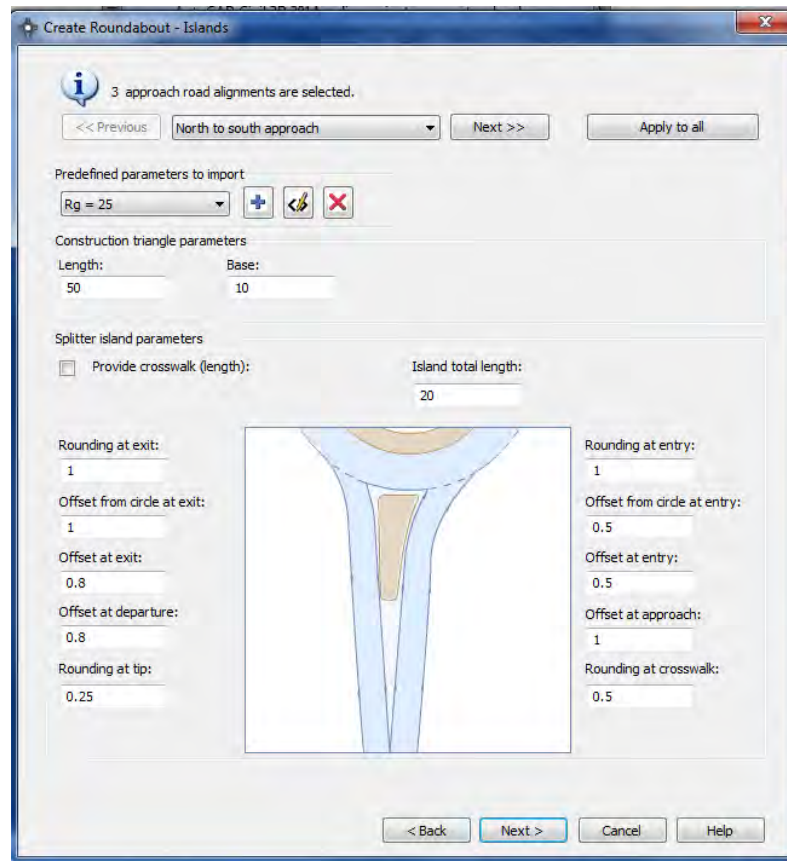 Create Roundabout - Islands
3 approach road alignments are selected.
<< Previous North to south approach Next >> Apply to all
Predefined parameters to import
Rg = 25
Construction triangle parameters
Length: Base:
50 10
Splitter island parameters
Provide crosswalk (length): Island total length:
20
Rounding at exit: Rounding at entry:
1 1
Offset from circle at exit: Offset from circle at entry:
1 0.5
Offset at exit: Offset at entry:
0.8 0.5
Offset at departure: Offset at approach:
0.8 1
Rounding at tip: Rounding at crosswalk:
0.25 0.5
< Back Next > Cancel Help